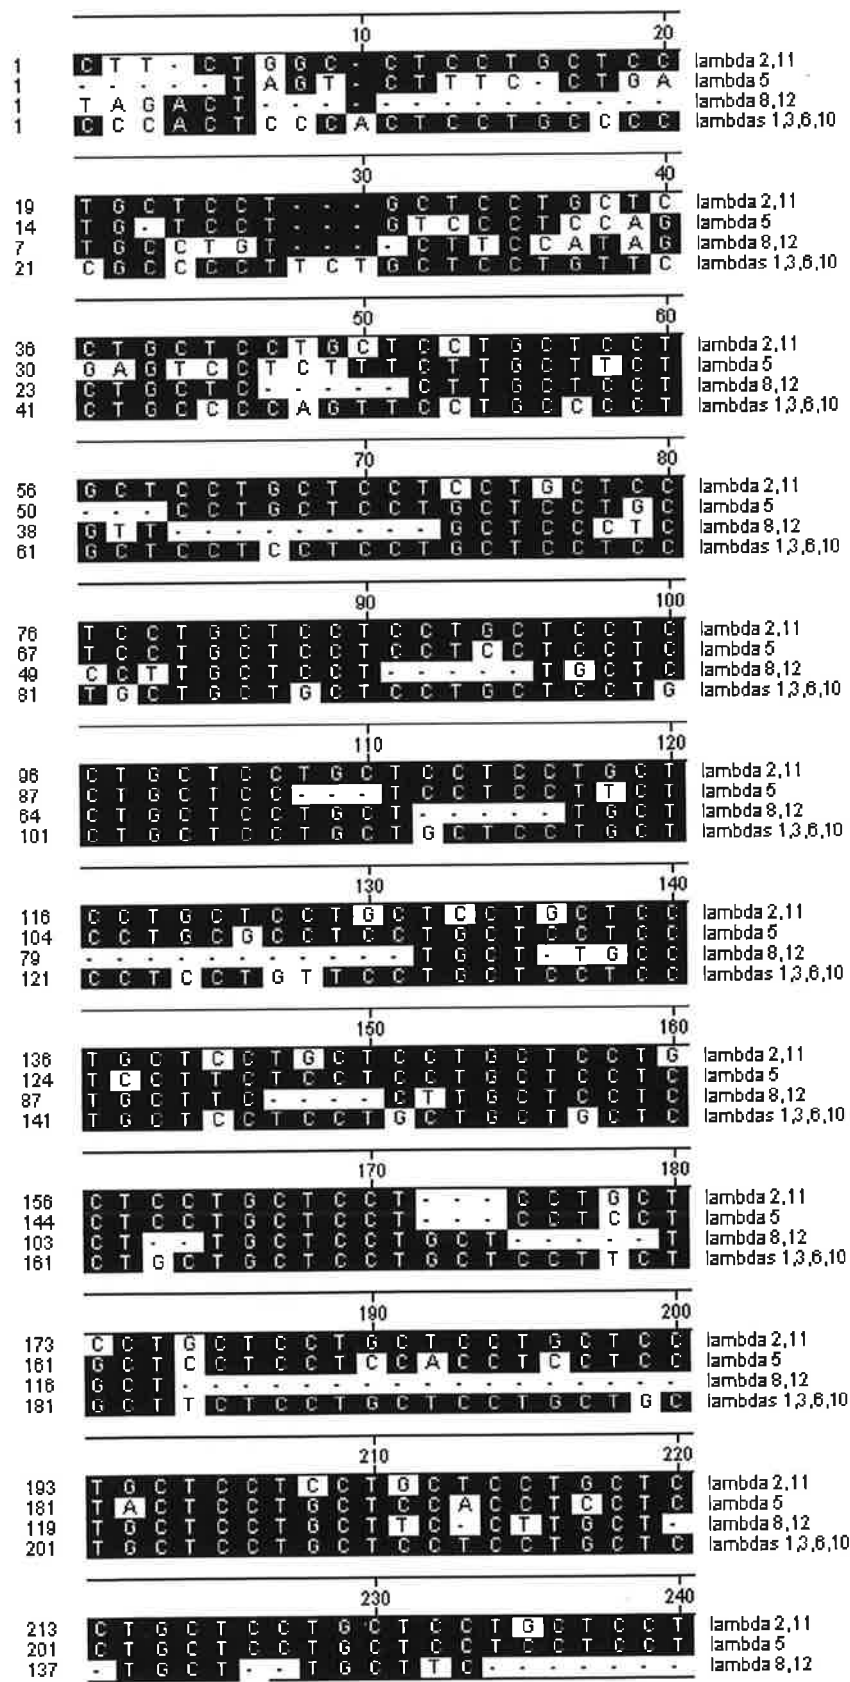 10 20
1 C T T - C T G G C - C T C C T G C T C C lambda 2,11
1 - - - - - T A G T - C T T T C - C T G A lambda 5
1 T A G A C T - - - - - - - - - - - - - - lambda 8,12
1 C C C A C T C C C A C T C C T G C C C C lambdas 1,3,6,10
30 40
19 T G C T C C T - - - G C T C C T G C T C lambda 2,11
14 T G - T C C T - - - G T C C C T C C A G lambda 5
7 T G C C T G T - - - - C T T C C A T A G lambda 8,12
21 C G C C C C T T C T G C T C C T G T T C lambdas 1,3,6,10
50 60
36 C T G C T C C T G C T C C T G C T C C T lambda 2,11
30 G A G T C C T C T T T C T T G C T T C T lambda 5
23 C T G C T C - - - - - C T T G C T C C T lambda 8,12
41 C T G C C C C A G T T C C T G C C C C T lambdas 1,3,6,10
70 80
56 G C T C C T G C T C C T C C T G C T C C lambda 2,11
50 - - - C C T G C T C C T G C T C C T G C lambda 5
38 G T T - - - - - - - - - G C T C C C T C lambda 8,12
61 G C T C C T C C T C C T G C T C C T C C lambdas 1,3,6,10
90 100
76 T C C T G C T C C T C C T G C T C C T C lambda 2,11
67 T C C T G C T C C T C C T C C T C C T C lambda 5
49 C C T T G C T C C T - - - - - T G C T C lambda 8,12
81 T G C T G C T G C T C C T G C T C C T G lambdas 1,3,6,10
110 120
96 C T G C T C C T G C T C C T C C T G C T lambda 2,11
87 C T G C T C C - - - T C C T C C T T C T lambda 5
64 C T G C T C C T G C T - - - - - T G C T lambda 8,12
101 C T G C T C C T G C T G C T C C T G C T lambdas 1,3,6,10
130 140
116 C C T G C T C C T G C T C C T G C T C C lambda 2,11
104 C C T G C G C C T C C T G C T C C T C C lambda 5
79 - - - - - - - - - - - T G C T - T G C C lambda 8,12
121 C C T C C T G T T C C T G C T C C T C C lambdas 1,3,6,10
150 160
136 T G C T C C T G C T C C T G C T C C T G lambda 2,11
124 T C C T T C T C C T C C T G C T C C T C lambda 5
87 T G C T T C - - - - C T T G C T C C T C lambda 8,12
141 T G C T C C T C C T G C T G C T G C T C lambdas 1,3,6,10
170 180
156 C T C C T G C T C C T - - - C C T G C T lambda 2,11
144 C T C C T G C T C C T - - - C C T C C T lambda 5
103 C T - - T G C T C C T G C T - - - - - T lambda 8,12
161 C T G C T G C T C C T G C T C C T T C T lambdas 1,3,6,10
190 200
173 C C T G C T C C T G C T C C T G C T C C lambda 2,11
161 G C T C C T C C T C C A C C T C C T C C lambda 5
116 G C T - - - - - - - - - - - - - - - - - lambda 8,12
181 G C T T C T C C T G C T C C T G C T G C lambdas 1,3,6,10
210 220
193 T G C T C C T C C T G C T C C T G C T C lambda 2,11
181 T A C T C C T G C T C C A C C T C C T C lambda 5
119 T G C T C C T G C T T C - C T T G C T - lambda 8,12
201 T G C T C C T G C T C C T C C T G C T C lambdas 1,3,6,10
230 240
213 C T G C T C C T G C T C C T G C T C C T lambda 2,11
201 C T G C T C C T G C T C C T C C T C C T lambda 5
137 - T G C T - - T G C T T C - - - - - - - lambda 8,12